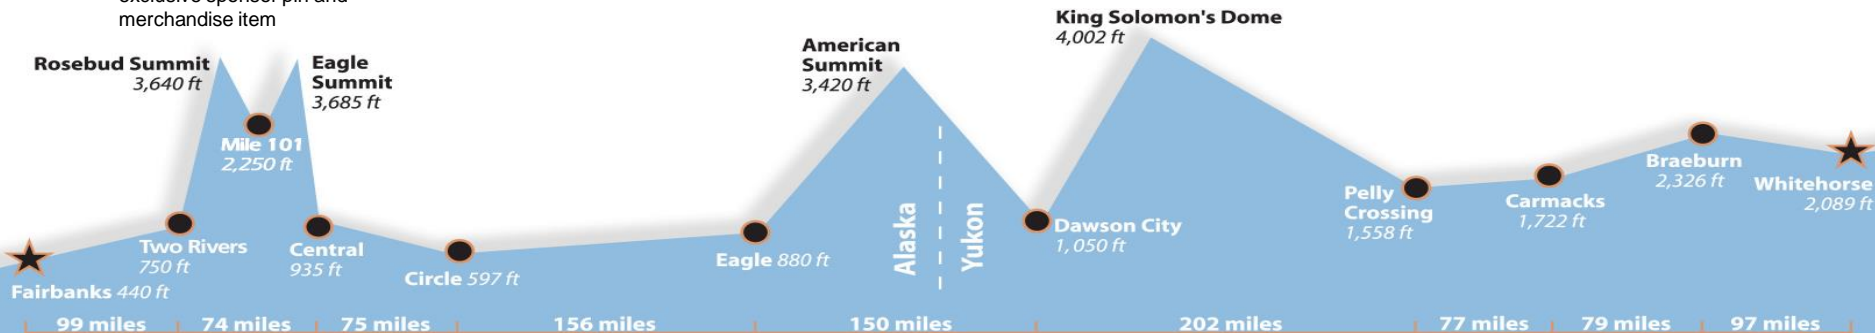 exclusive sponsor pin and
merchandise item
Rosebud Summit
3,640 ft
Eagle
Summit
3,685 ft
Mile 101
2,250 ft
American
Summit
3,420 ft
King Solomon's Dome
4,002 ft
Two Rivers
750 ft
Fairbanks 440 ft
Central
935 ft
Circle 597 ft
Eagle 880 ft
Alaska
Yukon
Dawson City
1,050 ft
Pelly
Crossing
1,558 ft
Carmacks
1,722 ft
Braeburn
2,326 ft
Whitehorse
2,089 ft
99 miles
74 miles
75 miles
156 miles
150 miles
202 miles
77 miles
79 miles
97 miles